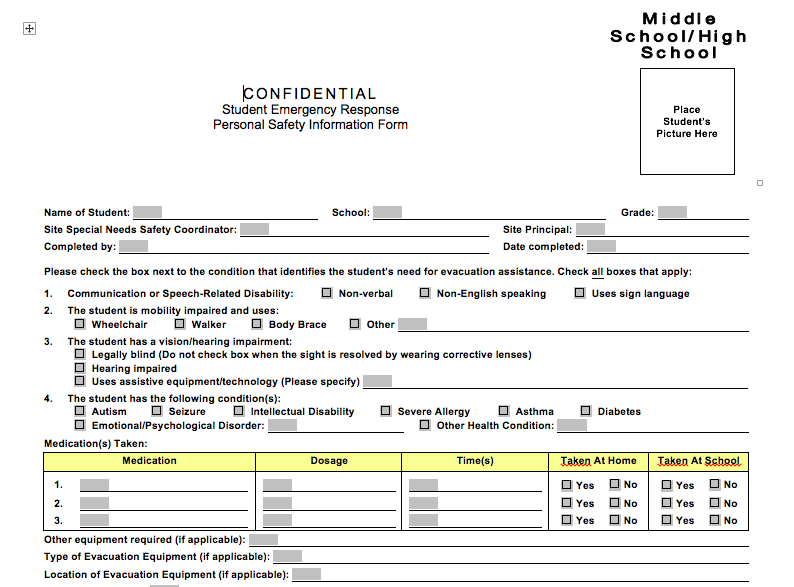 Middle
School/High
School
CONFIDENTIAL
Student Emergency Response
Personal Safety Information Form
Place
Student's
Picture Here
Name of Student: School: Grade:
Site Special Needs Safety Coordinator: Site Principal:
Completed by: Date completed:
Please check the box next to the condition that identifies the student's need for evacuation assistance. Check all boxes that apply:
1. Communication or Speech-Related Disability: Non-verbal Non-English speaking Uses sign language
2. The student is mobility impaired and uses:
Wheelchair Walker Body Brace Other
3. The student has a vision/hearing impairment:
Legally blind (Do not check box when the sight is resolved by wearing corrective lenses)
Hearing impaired
Uses assistive equipment/technology (Please specify)
4. The student has the following condition(s):
Autism Seizure Intellectual Disability Severe Allergy Asthma Diabetes
Emotional/Psychological Disorder: Other Health Condition:
Medication(s) Taken:
Medication Dosage Time(s) Taken At Home Taken At School
1. Yes No Yes No
2. Yes No Yes No
3. Yes No Yes No
Other equipment required (if applicable):
Type of Evacuation Equipment (if applicable):
Location of Evacuation Equipment (if applicable):